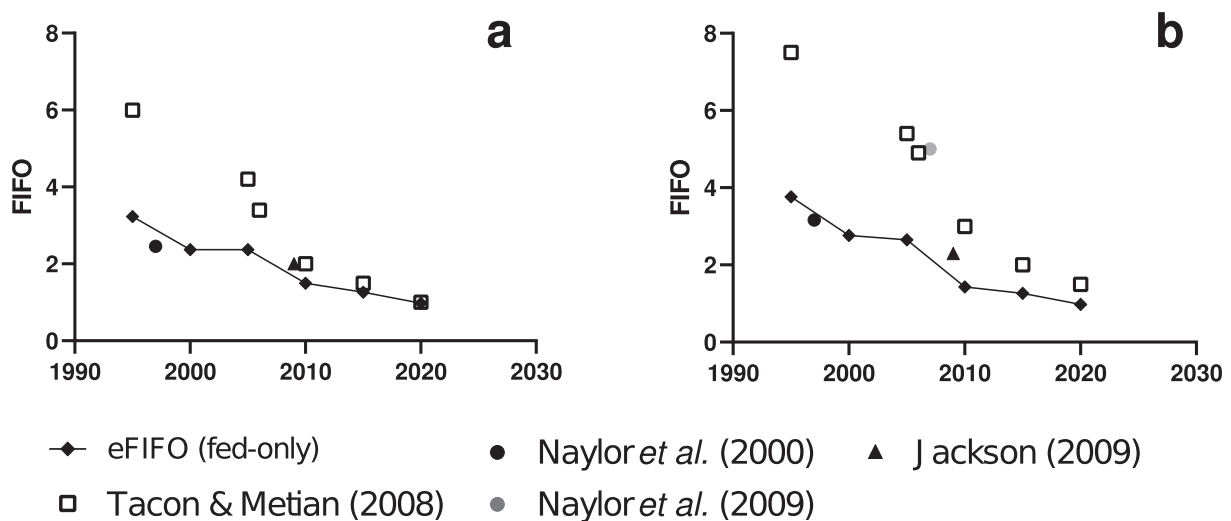 a
8
6
4
2
0
FIFO
1990 2000 2010 2020 2030
b
8
6
4
2
0
FIFO
1990 2000 2010 2020 2030
eFIFO (fed-only)
Naylor et al. (2000)
Jackson (2009)
Tacon & Metian (2008)
Naylor et al. (2009)